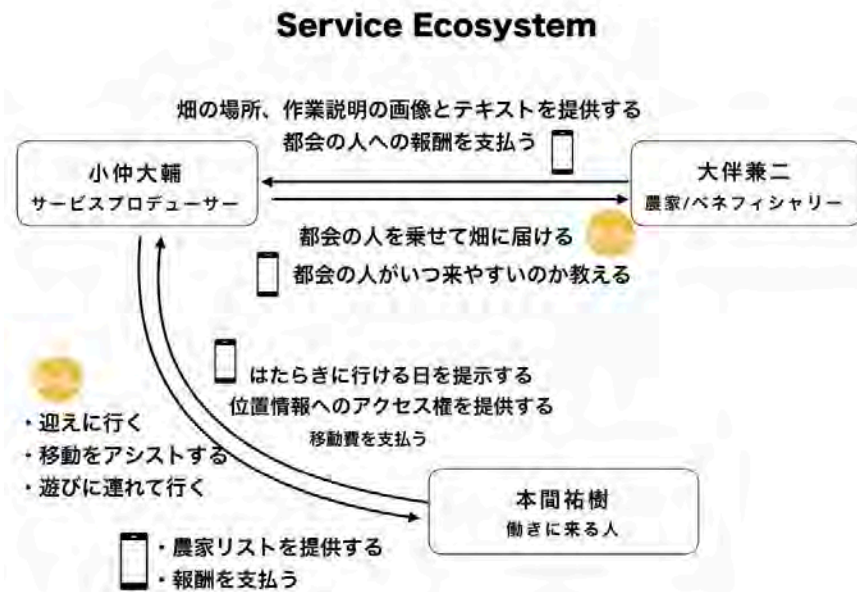 Service Ecosystem
畑の場所、作業説明の画像とテキストを提供する
都会の人への報酬を支払う
小仲大輔
サービスプロデューサー
大伴兼二
農家/ベネフィシャリー
都会の人を乗せて畑に届ける
都会の人がいつ来やすいのか教える
はたらきに行ける日を提示する
位置情報へのアクセス権を提供する
移動費を支払う
・迎えに行く
・移動をアシストする
・遊びに連れて行く
本間祐樹
働きに来る人
・農家リストを提供する
・報酬を支払う